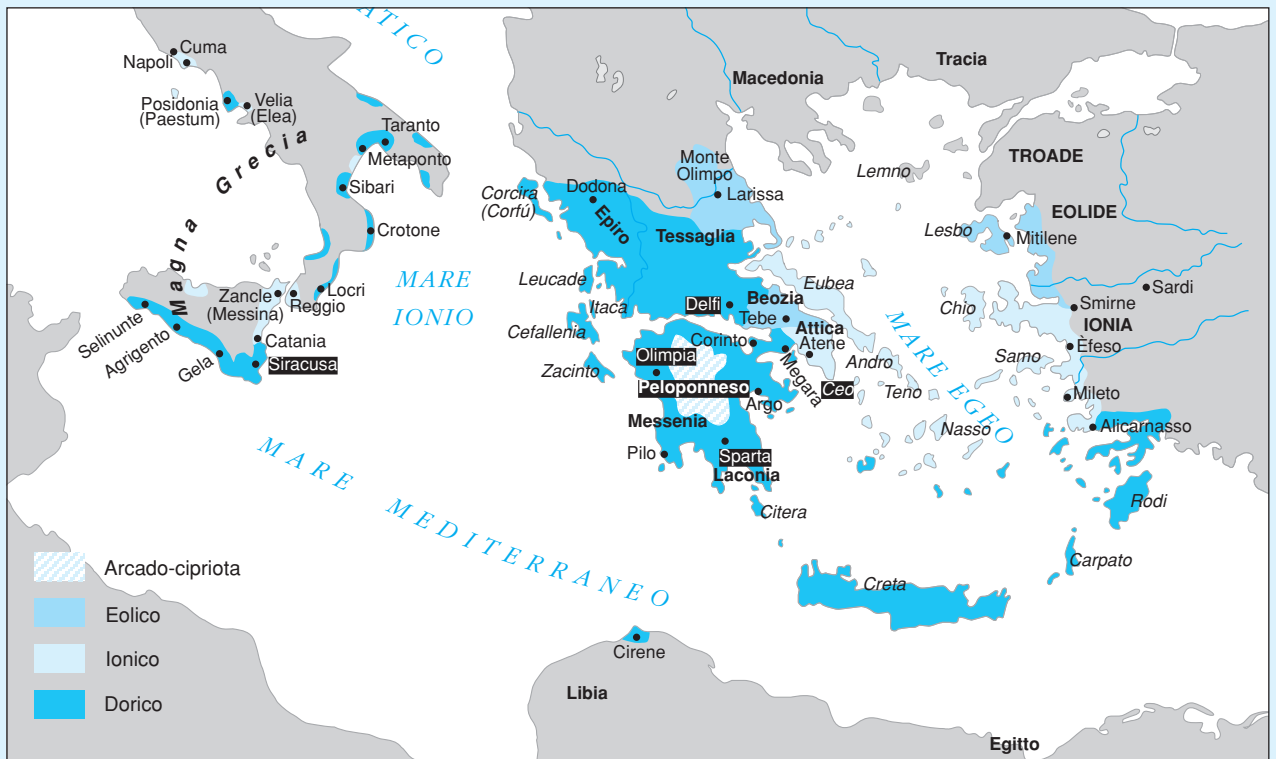 ATICO
Cuma
Napoli
Posidonia
(Paestum)
Velia
(Elea)
Taranto
Metaponto
Sibari
Crotone
Magna Grecia
Locri
Reggio
Zancle
(Messina)
Catania
Siracusa
Selinunte
Agrigento
Gela
MARE
IONIO
Macedonia
Tracia
Monte
Olimpo
Larissa
Dodona
Corcira
(Corfú)
Epiro
Tessaglia
Leucade
Itaca
Cefallenia
Zacinto
Delfi
Beozia
Tebe
Eubea
Attica
Atene
Corinto
Megara
Olimpia
Peloponneso
Argo
Ceo
Andro
Teno
Messenia
Pilo
Sparta
Laconia
Citera
Nasso
MARE EGEO
Lemno
TROADE
EOLIDE
Lesbo
Mitilene
Sardi
Chio
Smirne
IONIA
Èfeso
Samo
Mileto
Alicarnasso
Rodi
Carpato
Creta
MARE MEDITERRANEO
Cirene
Libia
Egitto
Arcado-cipriota
Eolico
Ionico
Dorico